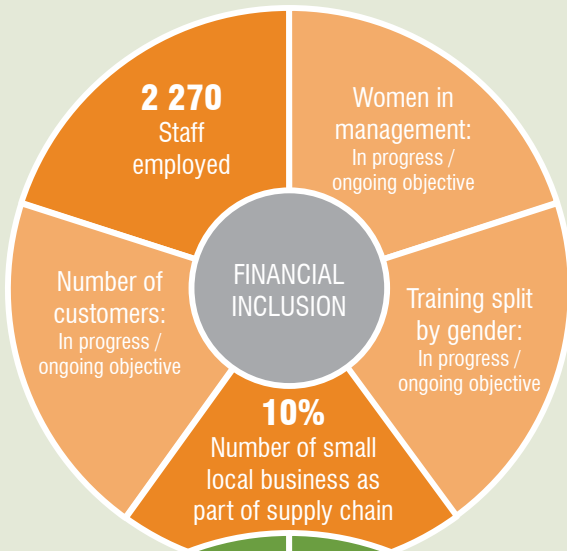 2 270
Staff
employed
Women in
management:
In progress /
ongoing objective
Number of
customers:
In progress /
ongoing objective
FINANCIAL
INCLUSION
Training split
by gender:
In progress /
ongoing objective
10%
Number of small
local business as
part of supply chain